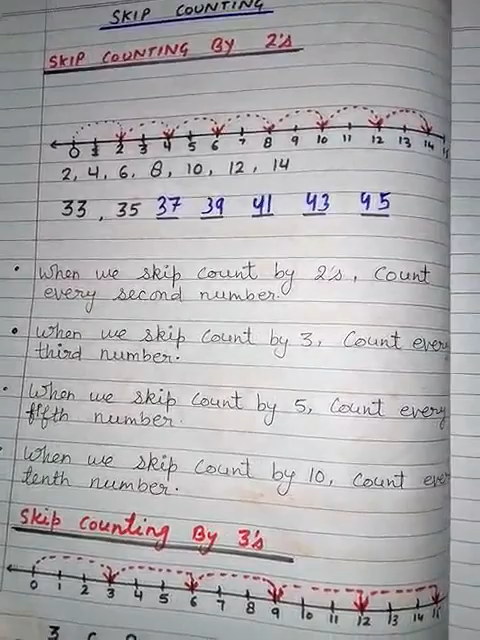 SKIP COUNTING
SKIP COUNTING BY 2's
0 1 2 3 4 5 6 7 8 9 10 11 12 13 14 15
2, 4, 6, 8, 10, 12, 14
33, 35 37 39 41 43 45
• When we skip count by 2's, Count
every second number.
• When we skip count by 3, Count every
third number.
• When we skip count by 5, Count every
fifth number.
When we skip count by 10, Count eve
tenth number.
Skip counting By 3's
0 1 2 3 4 5 6 7 8 9 10 11 12 13 14 15
3